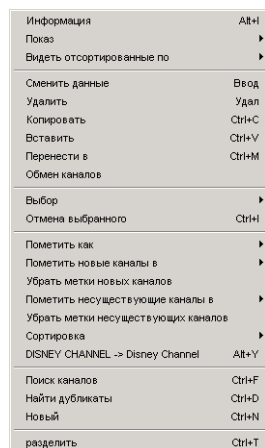 Информация Alt+I
Показ
Видеть отсортированные по
Сменить данные Ввод
Удалить Удал
Копировать Ctrl+C
Вставить Ctrl+V
Перенести в Ctrl+M
Обмен каналов
Выбор
Отмена выбранного Ctrl+I
Пометить как
Пометить новые каналы в
Убрать метки новых каналов
Пометить несуществующие каналы в
Убрать метки несуществующих каналов
Сортировка
DISNEY CHANNEL -> Disney Channel Alt+Y
Поиск каналов Ctrl+F
Найти дубликаты Ctrl+D
Новый Ctrl+N
разделить Ctrl+T